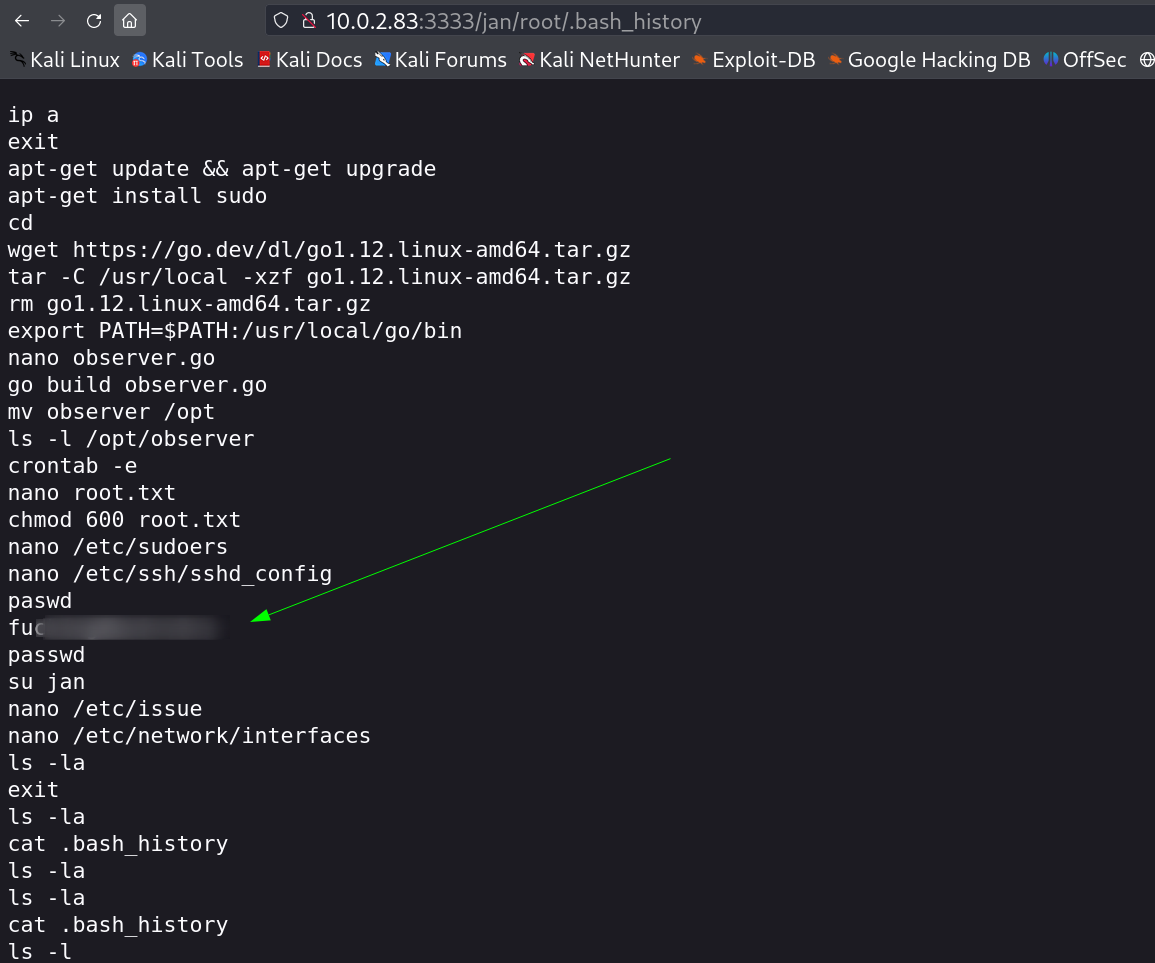 10.0.2.83:3333/jan/root/.bash_history
Kali Linux Kali Tools Kali Docs Kali Forums Kali NetHunter Exploit-DB Google Hacking DB OffSec
ip a
exit
apt-get update && apt-get upgrade
apt-get install sudo
cd
wget https://go.dev/dl/go1.12.linux-amd64.tar.gz
tar -C /usr/local -xzf go1.12.linux-amd64.tar.gz
rm go1.12.linux-amd64.tar.gz
export PATH=$PATH:/usr/local/go/bin
nano observer.go
go build observer.go
mv observer /opt
ls -l /opt/observer
crontab -e
nano root.txt
chmod 600 root.txt
nano /etc/sudoers
nano /etc/ssh/sshd_config
paswd
passwd
su jan
nano /etc/issue
nano /etc/network/interfaces
ls -la
exit
ls -la
cat .bash_history
ls -la
ls -la
cat .bash_history
ls -l